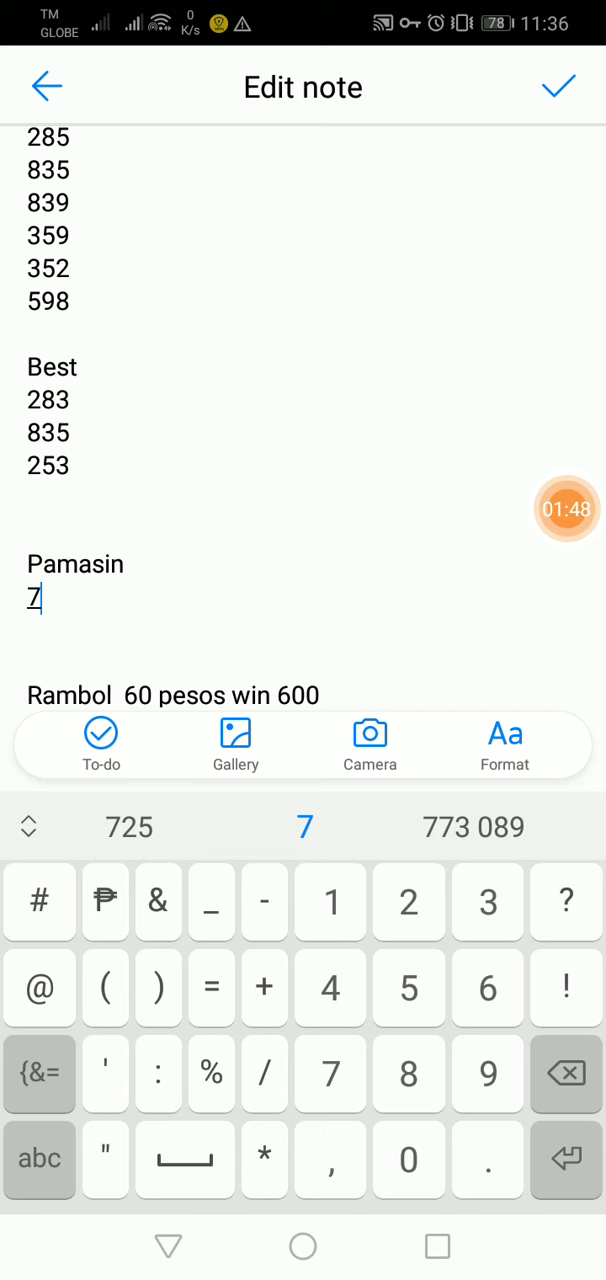 TM
GLOBE
0
K/s
78
11:36
Edit note
285
835
839
359
352
598
Best
283
835
253
01:48
Pamasin
7
Rambol  60 pesos win 600
To-do
Gallery
Camera
Aa
Format
725
7
773 089
# ₱ & _ - 1 2 3 ?
@ ( ) = + 4 5 6 !
{&= ' : % / 7 8 9
abc " * , 0 .